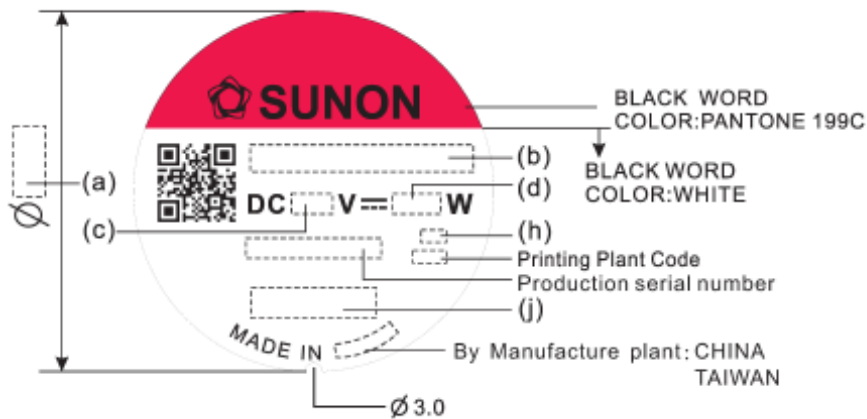 SUNON
BLACK WORD
COLOR:PANTONE 199C
(b)
BLACK WORD
COLOR:WHITE
(a)
(d)
DC V W
(c)
(h)
Ø
Printing Plant Code
Production serial number
(j)
MADE IN
By Manufacture plant: CHINA
TAIWAN
Ø 3.0